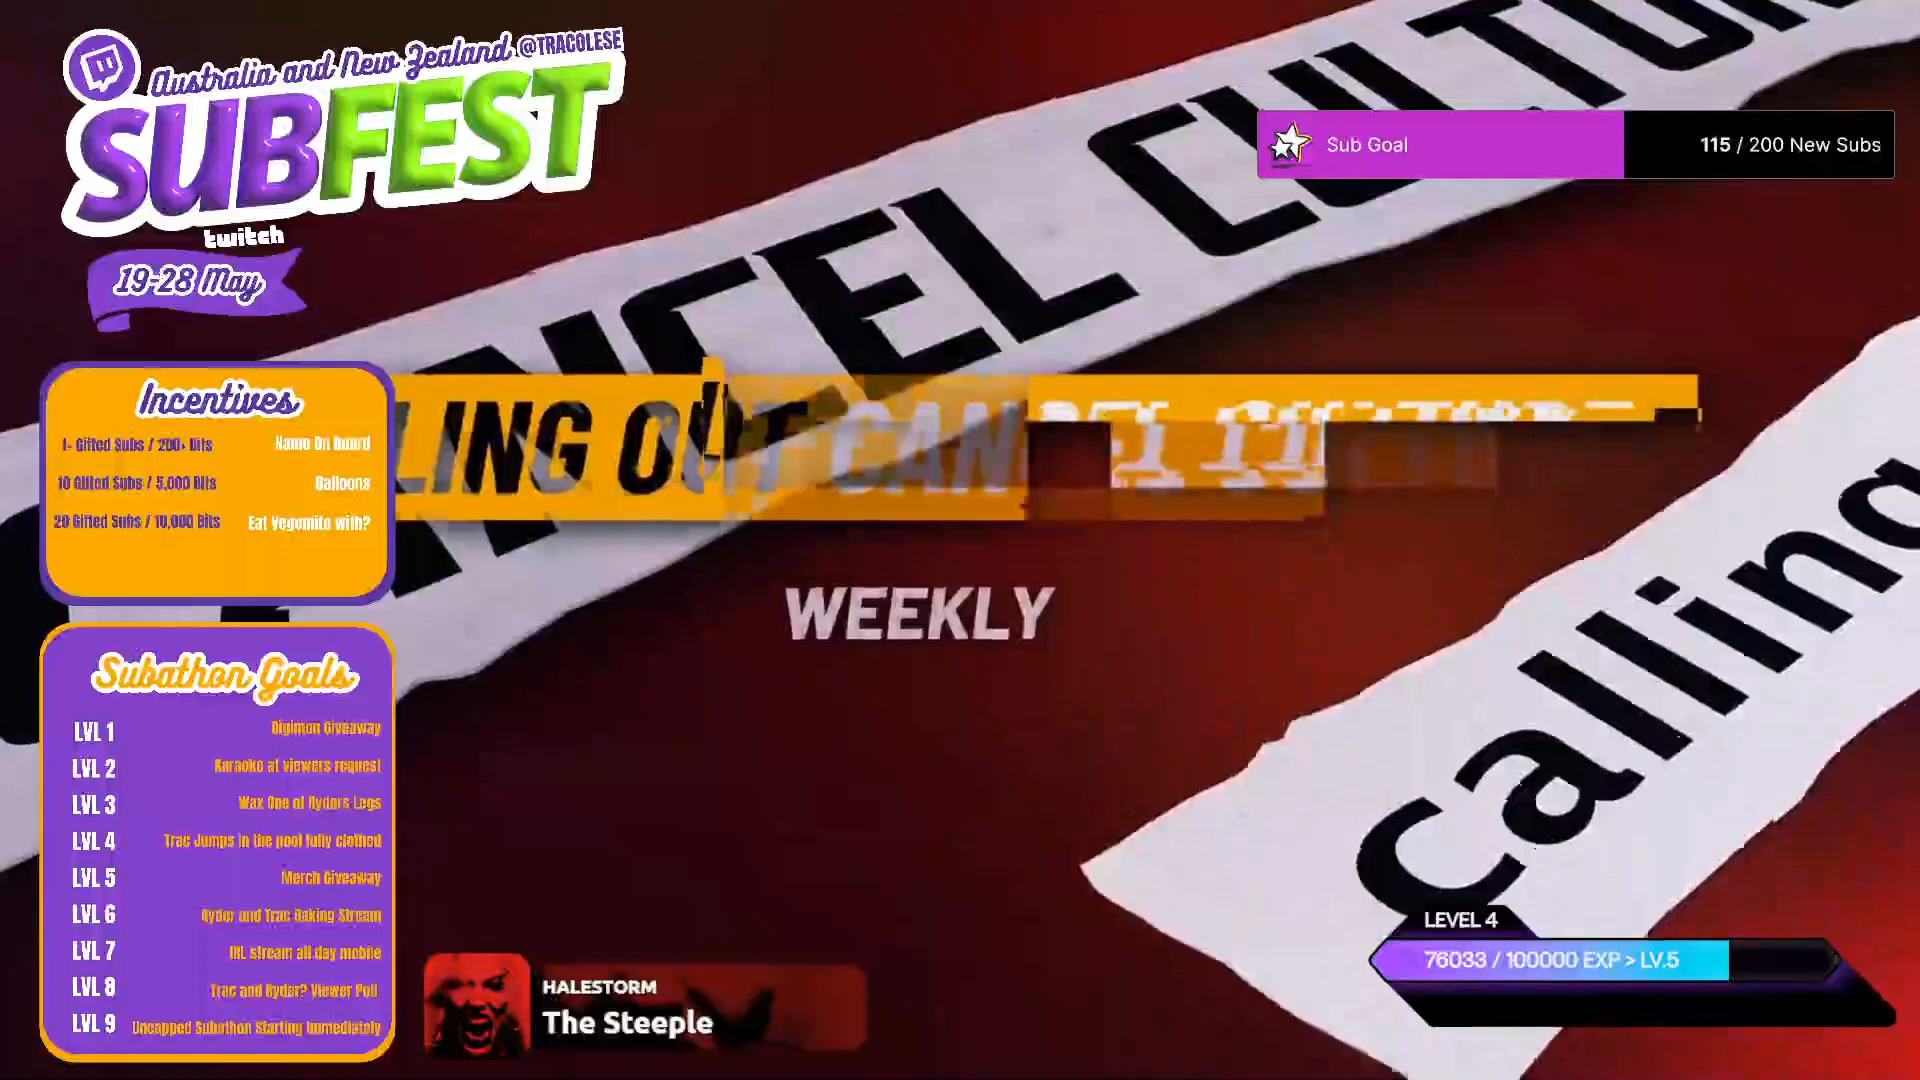 Australia and New Zealand @TRACOLESE
SUBFEST
twitch
19-28 May
Sub Goal
115 / 200 New Subs
CULTUR
CEL
LING OUT CAN
WEEKLY
Calling
Incentives
1+ Gifted Subs / 200+ Bits
Name On Board
10 Gifted Subs / 5,000 Bits
Balloons
20 Gifted Subs / 10,000 Bits
Eat Vegemite with?
Subathon Goals
LVL 1 Digimon Giveaway
LVL 2 Karaoke at viewers request
LVL 3 Wax One of Ryders Legs
LVL 4 Trac Jumps in the pool fully clothed
LVL 5 Merch Giveaway
LVL 6 Ryder and Trac Baking Stream
LVL 7 IRL stream all day mobile
LVL 8 Trac and Ryder? Viewer Poll
LVL 9 Uncapped Subathon Starting Immediately
HALESTORM
The Steeple
LEVEL 4
76033 / 100000 EXP > LV.5